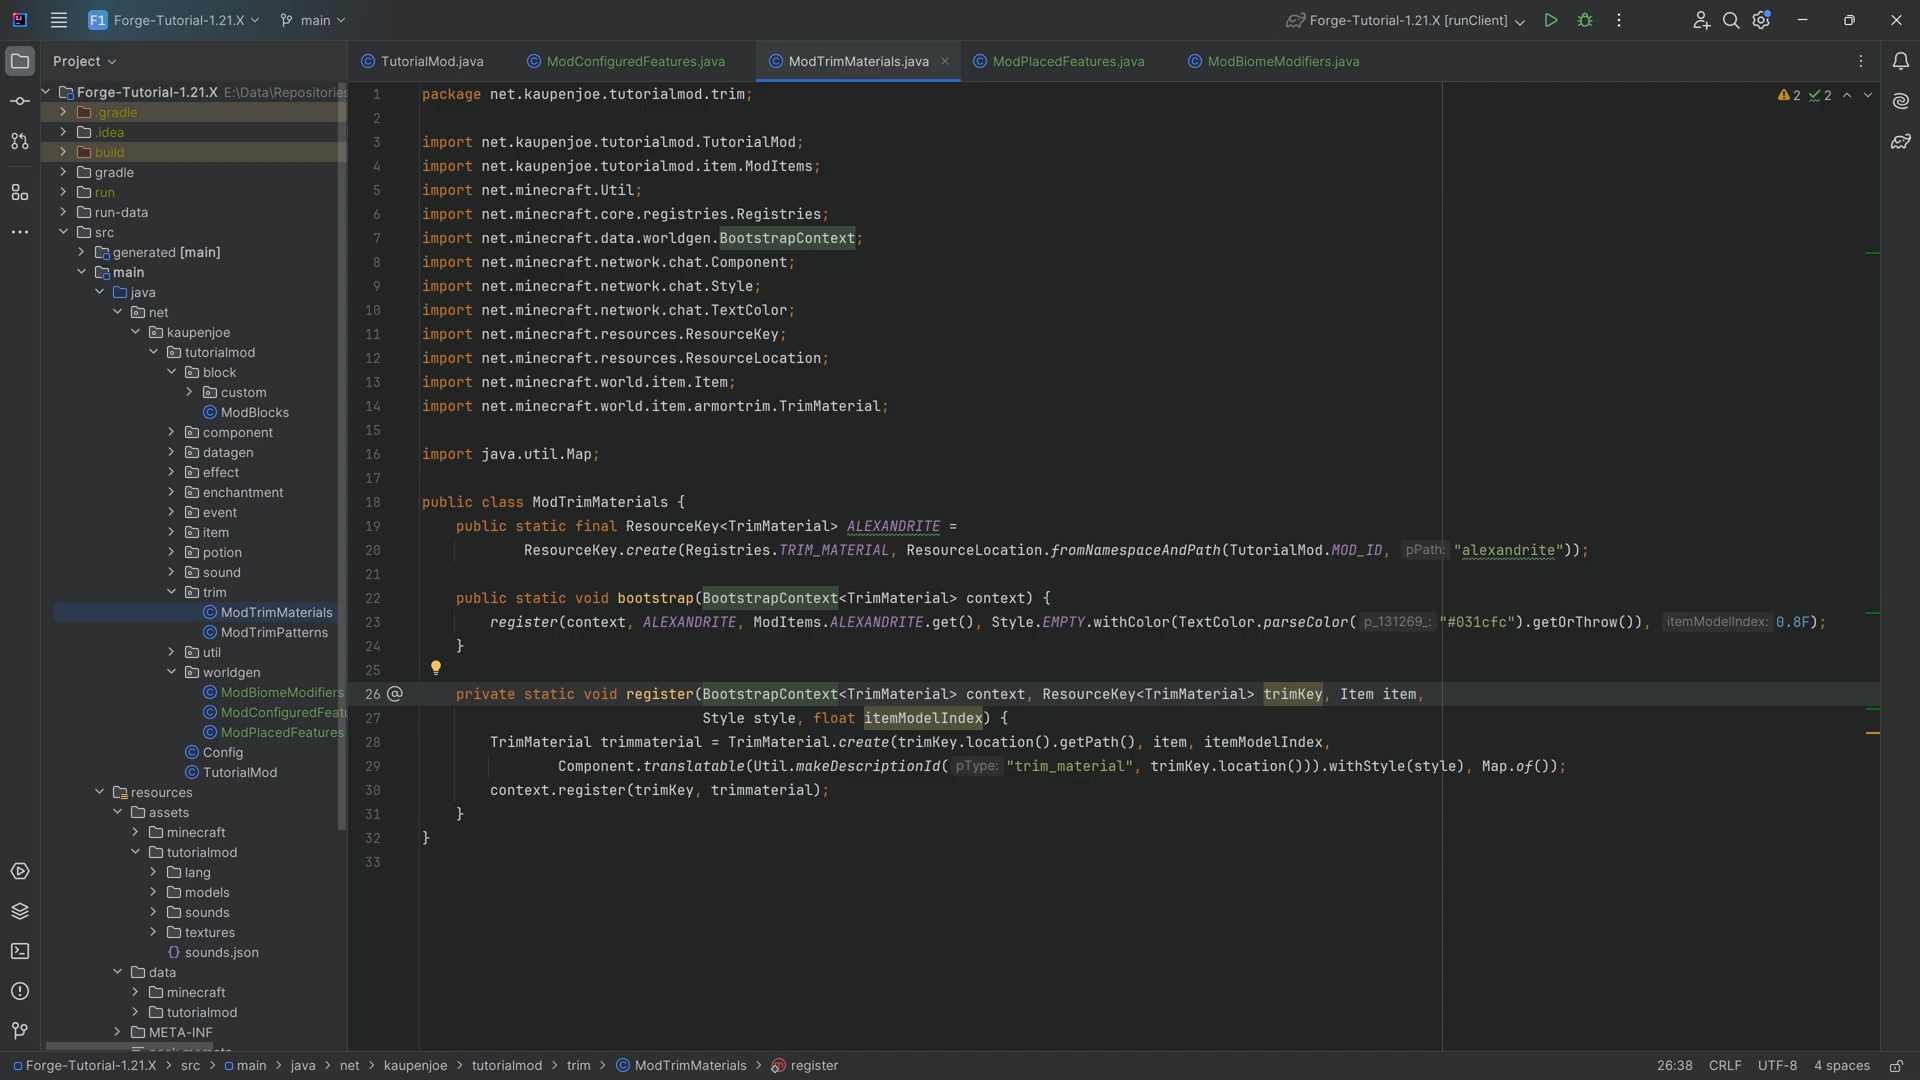 F1 Forge-Tutorial-1.21.X main Forge-Tutorial-1.21.X [runClient]
Project
TutorialMod.java ModConfiguredFeatures.java ModTrimMaterials.java ModPlacedFeatures.java ModBiomeModifiers.java
Forge-Tutorial-1.21.X E:\Data\Repositories
.gradle
.idea
build
gradle
run
run-data
src
generated [main]
main
java
net
kaupenjoe
tutorialmod
block
custom
ModBlocks
component
datagen
effect
enchantment
event
item
potion
sound
trim
ModTrimMaterials
ModTrimPatterns
util
worldgen
ModBiomeModifiers
ModConfiguredFeatu
ModPlacedFeatures
Config
TutorialMod
resources
assets
minecraft
tutorialmod
lang
models
sounds
textures
sounds.json
data
minecraft
tutorialmod
META-INF
2 2
1 package net.kaupenjoe.tutorialmod.trim;
2
3 import net.kaupenjoe.tutorialmod.TutorialMod;
4 import net.kaupenjoe.tutorialmod.item.ModItems;
5 import net.minecraft.Util;
6 import net.minecraft.core.registries.Registries;
7 import net.minecraft.data.worldgen.BootstrapContext;
8 import net.minecraft.network.chat.Component;
9 import net.minecraft.network.chat.Style;
10 import net.minecraft.network.chat.TextColor;
11 import net.minecraft.resources.ResourceKey;
12 import net.minecraft.resources.ResourceLocation;
13 import net.minecraft.world.item.Item;
14 import net.minecraft.world.item.armortrim.TrimMaterial;
15
16 import java.util.Map;
17
18 public class ModTrimMaterials {
19 public static final ResourceKey<TrimMaterial> ALEXANDRITE =
20 ResourceKey.create(Registries.TRIM_MATERIAL, ResourceLocation.fromNamespaceAndPath(TutorialMod.MOD_ID, pPath: "alexandrite"));
21
22 public static void bootstrap(BootstrapContext<TrimMaterial> context) {
23 register(context, ALEXANDRITE, ModItems.ALEXANDRITE.get(), Style.EMPTY.withColor(TextColor.parseColor( p_131269_: "#031cfc").getOrThrow()), itemModelIndex: 0.8F);
24 }
25
26 private static void register(BootstrapContext<TrimMaterial> context, ResourceKey<TrimMaterial> trimKey, Item item,
27 Style style, float itemModelIndex) {
28 TrimMaterial trimmaterial = TrimMaterial.create(trimKey.location().getPath(), item, itemModelIndex,
29 Component.translatable(Util.makeDescriptionId( pType: "trim_material", trimKey.location())).withStyle(style), Map.of());
30 context.register(trimKey, trimmaterial);
31 }
32 }
33
Forge-Tutorial-1.21.X > src > main > java > net > kaupenjoe > tutorialmod > trim > ModTrimMaterials > register 26:38 CRLF UTF-8 4 spaces